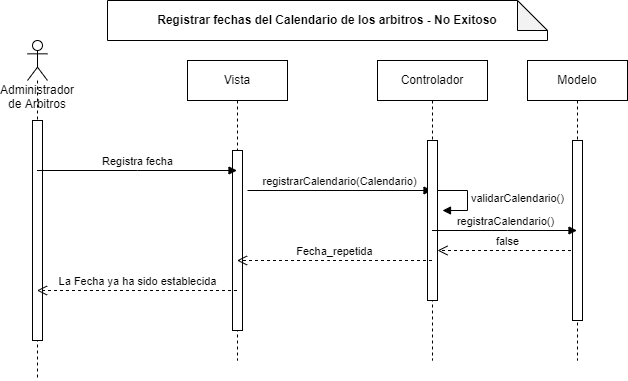 Registrar fechas del Calendario de los arbitros - No Exitoso
Administrador
de Arbitros
Vista
Controlador
Modelo
Registra fecha
registrarCalendario(Calendario)
validarCalendario()
registraCalendario()
false
Fecha_repetida
La Fecha ya ha sido establecida